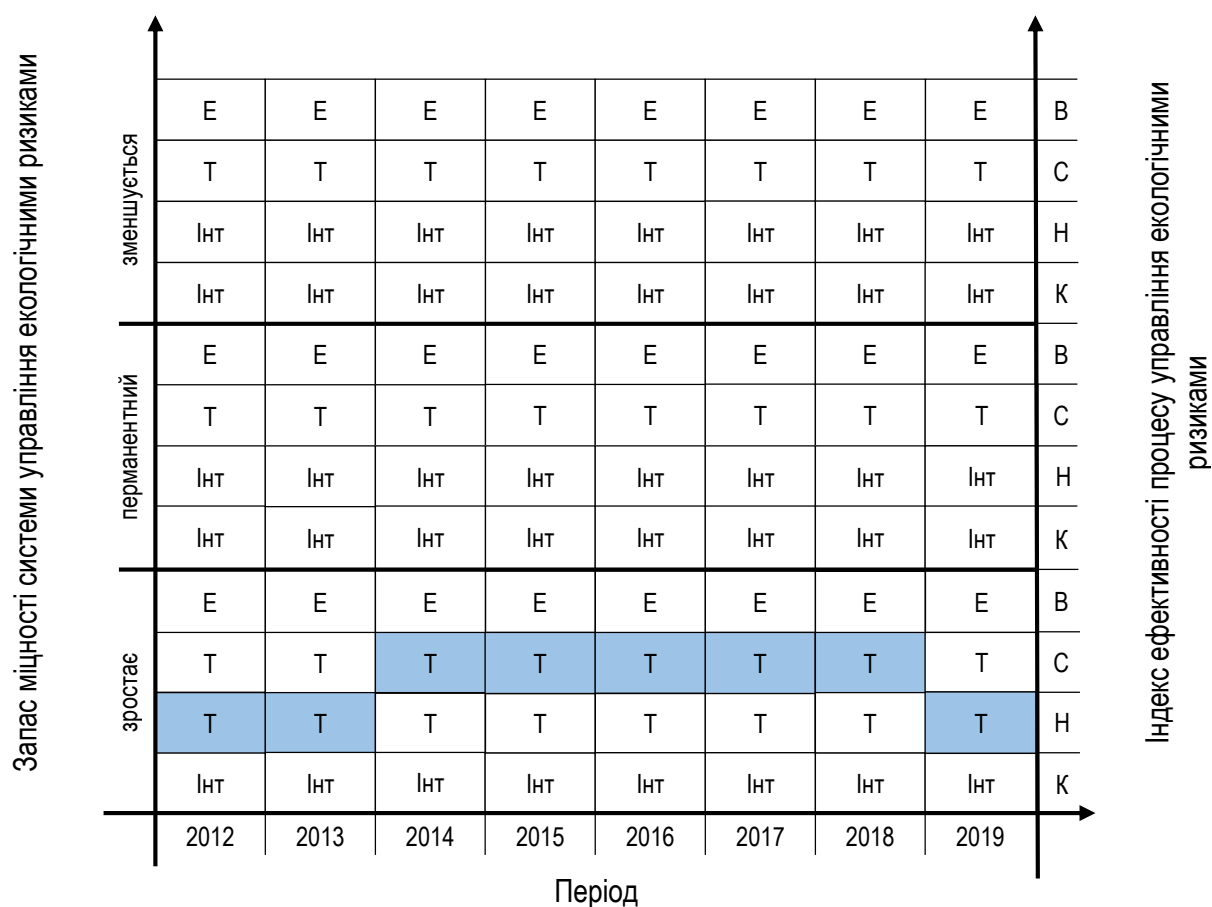 Запас міцності системи управління екологічними ризиками
зменшується
Е Е Е Е Е Е Е Е В
Т Т Т Т Т Т Т Т С
Інт Інт Інт Інт Інт Інт Інт Інт Н
Інт Інт Інт Інт Інт Інт Інт Інт К
перманентний
Е Е Е Е Е Е Е Е В
Т Т Т Т Т Т Т Т С
Інт Інт Інт Інт Інт Інт Інт Інт Н
Інт Інт Інт Інт Інт Інт Інт Інт К
зростає
Е Е Е Е Е Е Е Е В
Т Т Т Т Т Т Т Т С
Т Т Т Т Т Т Т Т Н
Інт Інт Інт Інт Інт Інт Інт Інт К
2012 2013 2014 2015 2016 2017 2018 2019
Період
Індекс ефективності процесу управління екологічними
ризиками